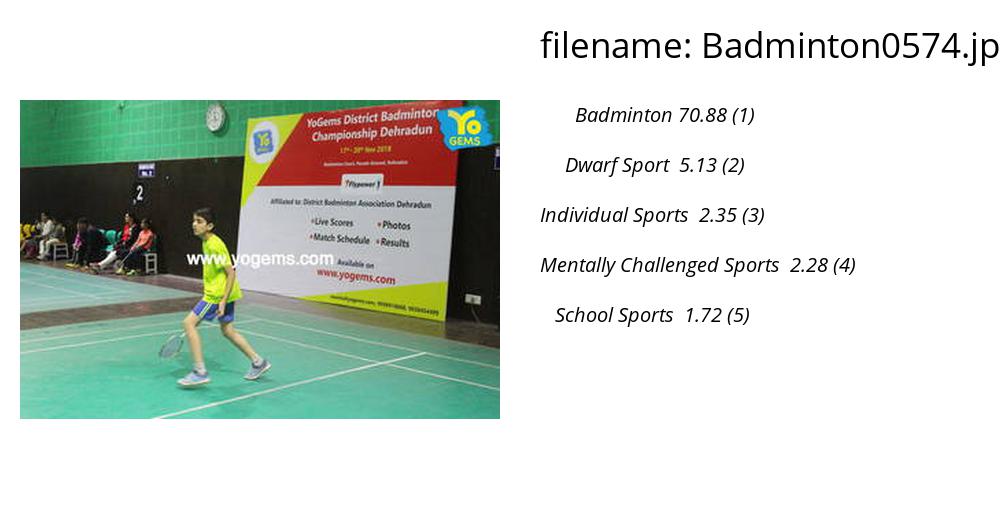 filename: Badminton0574.jp
Badminton 70.88 (1)
Dwarf Sport 5.13 (2)
Individual Sports 2.35 (3)
Mentally Challenged Sports 2.28 (4)
School Sports 1.72 (5)
YoGems District Badminton
Championship Dehradun
17th - 20th Nov 2018
Yo
GEMS
Flypower
Affiliated to: District Badminton Association Dehradun
Live Scores
Photos
Match Schedule
Results
Available on
www.yogems.com
www.yogems.com
2